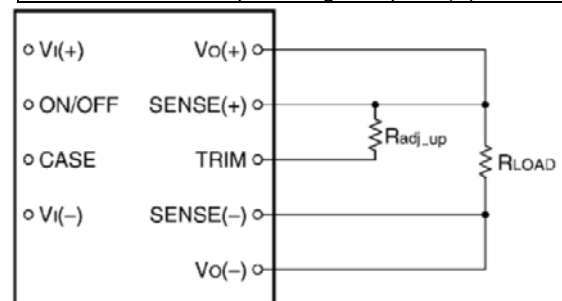 VI(+)
VO(+)
ON/OFF
SENSE(+)
Radj_up
CASE
TRIM
RLOAD
VI(–)
SENSE(–)
VO(–)